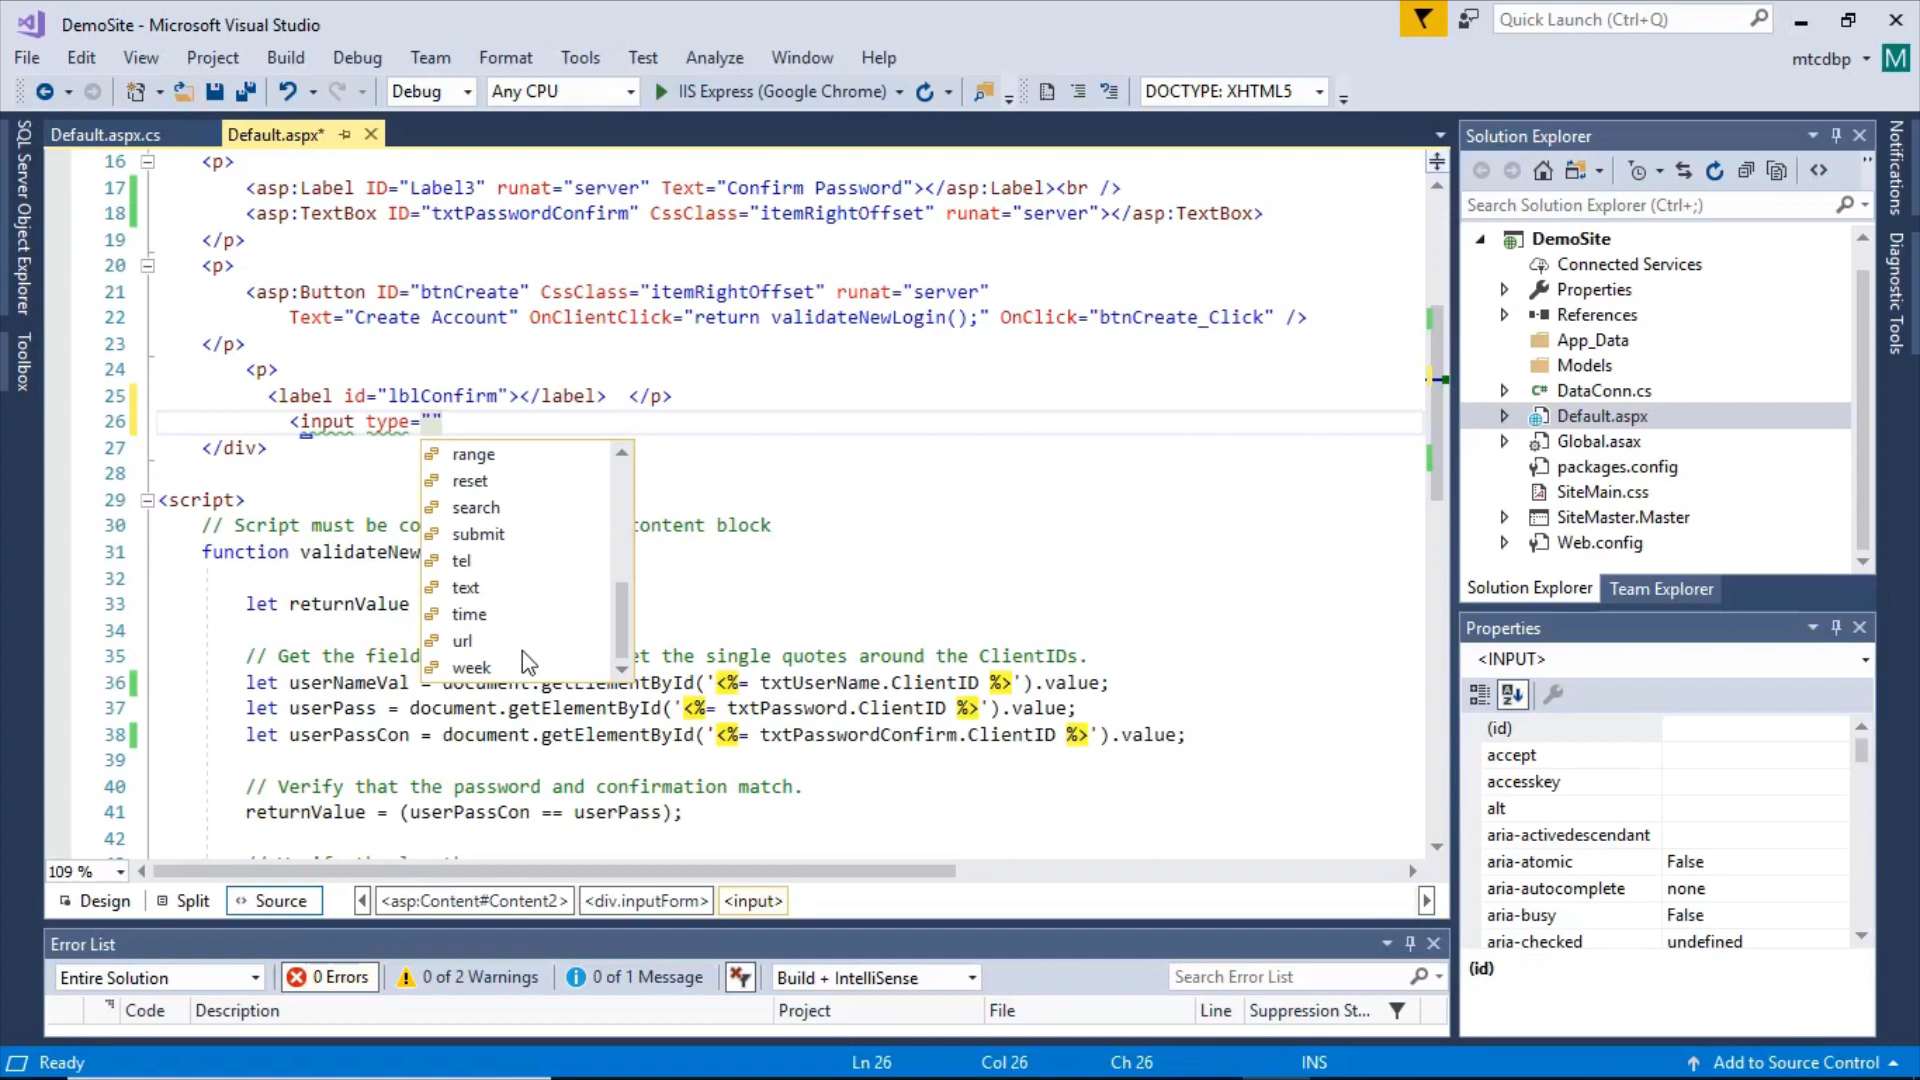 DemoSite - Microsoft Visual Studio
Quick Launch (Ctrl+Q)
File Edit View Project Build Debug Team Format Tools Test Analyze Window Help
mtcdbp M
Debug Any CPU IIS Express (Google Chrome) DOCTYPE: XHTML5
SQL Server Object Explorer
Toolbox
Default.aspx.cs Default.aspx*
16 <p>
17 <asp:Label ID="Label3" runat="server" Text="Confirm Password"></asp:Label><br />
18 <asp:TextBox ID="txtPasswordConfirm" CssClass="itemRightOffset" runat="server"></asp:TextBox>
19 </p>
20 <p>
21 <asp:Button ID="btnCreate" CssClass="itemRightOffset" runat="server"
22 Text="Create Account" OnClientClick="return validateNewLogin();" OnClick="btnCreate_Click" />
23 </p>
24 <p>
25 <label id="lblConfirm"></label> </p>
26 <input type=""
27 </div>
28
29 <script>
30 // Script must be co ontent block
31 function validateNew
32
33 let returnValue
34
35 // Get the field et the single quotes around the ClientIDs.
36 let userNameVal = document.getElementById('<%= txtUserName.ClientID %>').value;
37 let userPass = document.getElementById('<%= txtPassword.ClientID %>').value;
38 let userPassCon = document.getElementById('<%= txtPasswordConfirm.ClientID %>').value;
39
40 // Verify that the password and confirmation match.
41 returnValue = (userPassCon == userPass);
42
range
reset
search
submit
tel
text
time
url
week
109 %
Design Split Source <asp:Content#Content2> <div.inputForm> <input>
Error List
Entire Solution 0 Errors 0 of 2 Warnings 0 of 1 Message Build + IntelliSense Search Error List
Code Description Project File Line Suppression St...
Solution Explorer
Search Solution Explorer (Ctrl+;)
DemoSite
Connected Services
Properties
References
App_Data
Models
C# DataConn.cs
Default.aspx
Global.asax
packages.config
SiteMain.css
SiteMaster.Master
Web.config
Solution Explorer Team Explorer
Properties
<INPUT>
(id)
accept
accesskey
alt
aria-activedescendant
aria-atomic False
aria-autocomplete none
aria-busy False
aria-checked undefined
(id)
Notifications
Diagnostic Tools
Ready Ln 26 Col 26 Ch 26 INS Add to Source Control